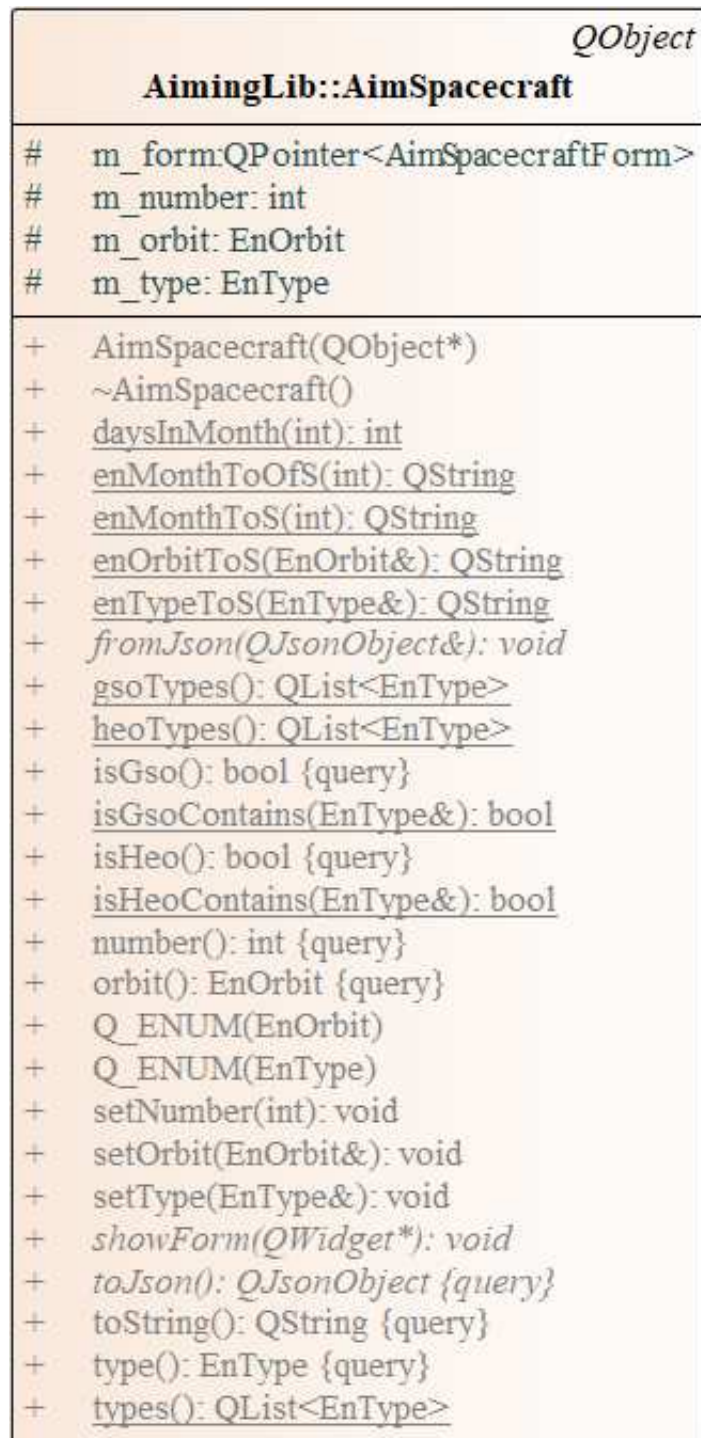 QObject
AimingLib::AimSpacecraft
# m_form:QPointer<AimSpacecraftForm>
# m_number: int
# m_orbit: EnOrbit
# m_type: EnType
+ AimSpacecraft(QObject*)
+ ~AimSpacecraft()
+ daysInMonth(int): int
+ enMonthToOfS(int): QString
+ enMonthToS(int): QString
+ enOrbitToS(EnOrbit&): QString
+ enTypeToS(EnType&): QString
+ fromJson(QJsonObject&): void
+ gsoTypes(): QList<EnType>
+ heoTypes(): QList<EnType>
+ isGso(): bool {query}
+ isGsoContains(EnType&): bool
+ isHeo(): bool {query}
+ isHeoContains(EnType&): bool
+ number(): int {query}
+ orbit(): EnOrbit {query}
+ Q_ENUM(EnOrbit)
+ Q_ENUM(EnType)
+ setNumber(int): void
+ setOrbit(EnOrbit&): void
+ setType(EnType&): void
+ showForm(QWidget*): void
+ toJson(): QJsonObject {query}
+ toString(): QString {query}
+ type(): EnType {query}
+ types(): QList<EnType>